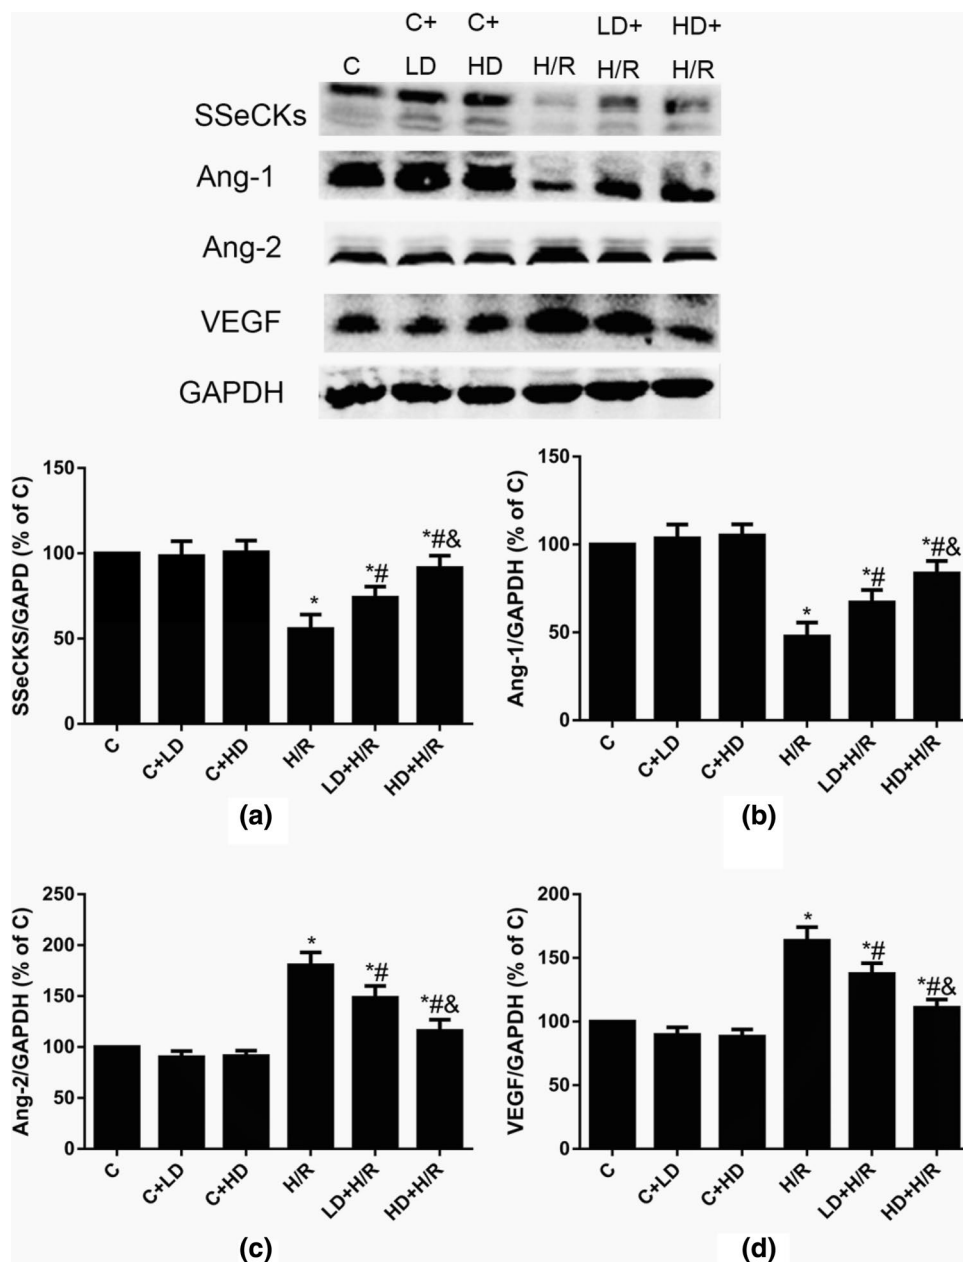 C+ C+ LD+ HD+
C LD HD H/R H/R H/R
SSeCKs
Ang-1
Ang-2
VEGF
GAPDH
SSeCKS/GAPD (% of C)
150
100
50
0
*
*#
*#&
C C+LD C+HD H/R LD+H/R HD+H/R
(a)
Ang-1/GAPDH (% of C)
150
100
50
0
*
*#
*#&
C C+LD C+HD H/R LD+H/R HD+H/R
(b)
Ang-2/GAPDH (% of C)
250
200
150
100
50
0
*
*#
*#&
C C+LD C+HD H/R LD+H/R HD+H/R
(c)
VEGF/GAPDH (% of C)
200
150
100
50
0
*
*#
*#&
C C+LD C+HD H/R LD+H/R HD+H/R
(d)